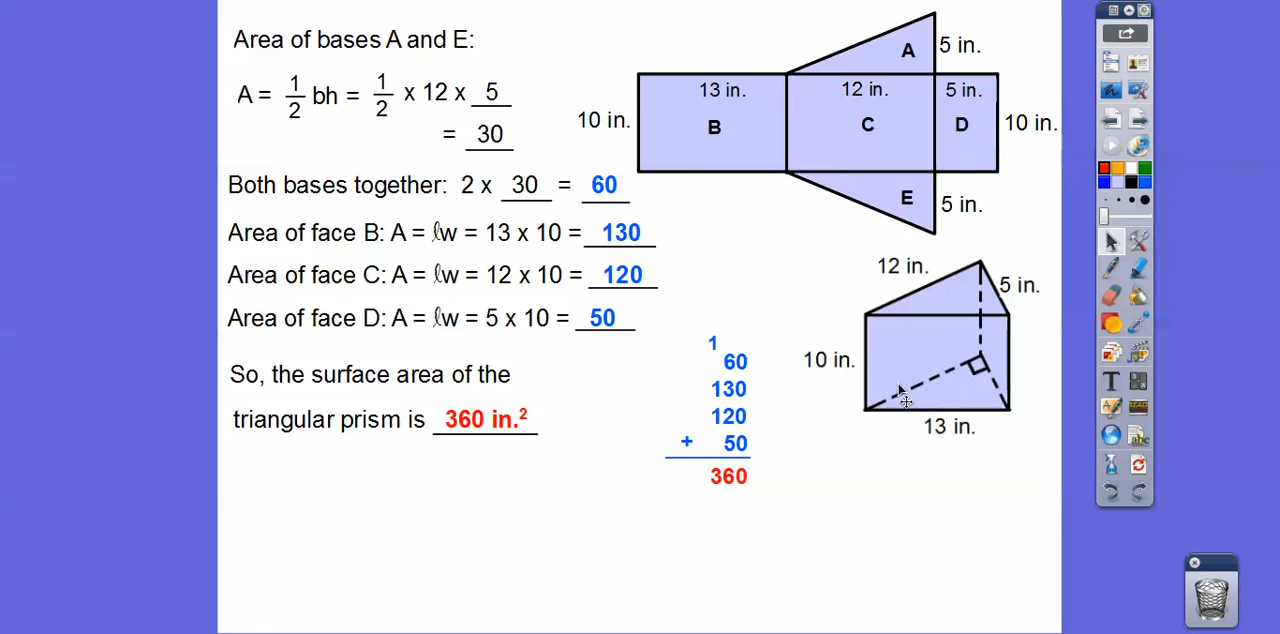 Area of bases A and E:
A = 1/2 bh = 1/2 x 12 x 5
= 30
Both bases together: 2 x 30 = 60
Area of face B: A = ℓw = 13 x 10 = 130
Area of face C: A = ℓw = 12 x 10 = 120
Area of face D: A = ℓw = 5 x 10 = 50
So, the surface area of the
triangular prism is 360 in.²
1
60
130
120
+ 50
360
A 5 in.
13 in. 12 in. 5 in.
10 in. B C D 10 in.
E 5 in.
12 in.
5 in.
10 in.
13 in.